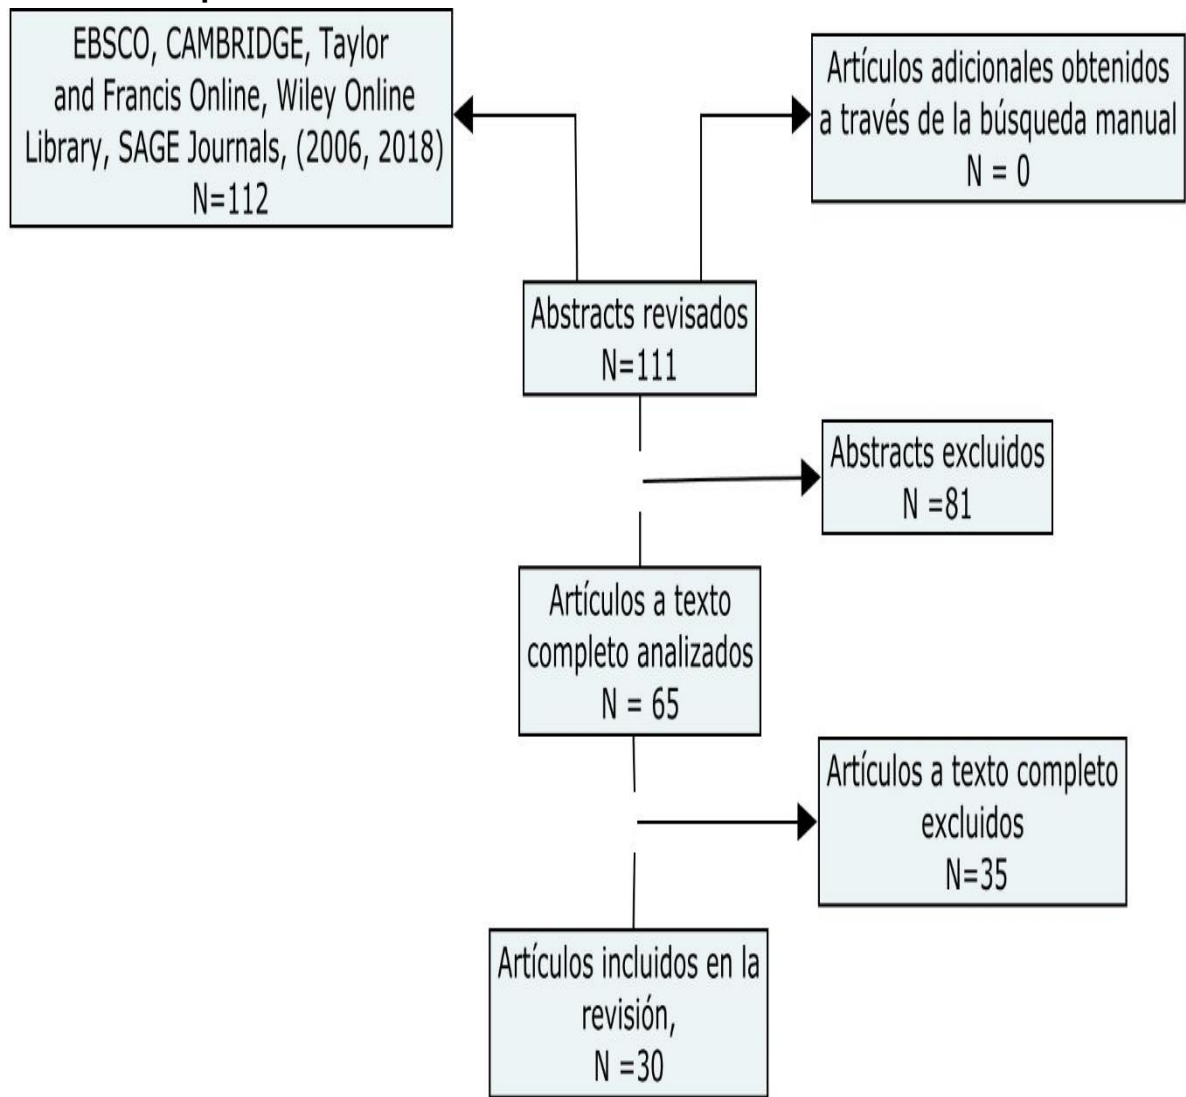 EBSCO, CAMBRIDGE, Taylor
and Francis Online, Wiley Online
Library, SAGE Journals, (2006, 2018)
N=112
Artículos adicionales obtenidos
a través de la búsqueda manual
N = 0
Abstracts revisados
N=111
Abstracts excluidos
N =81
Artículos a texto
completo analizados
N = 65
Artículos a texto completo
excluidos
N=35
Artículos incluidos en la
revisión,
N =30